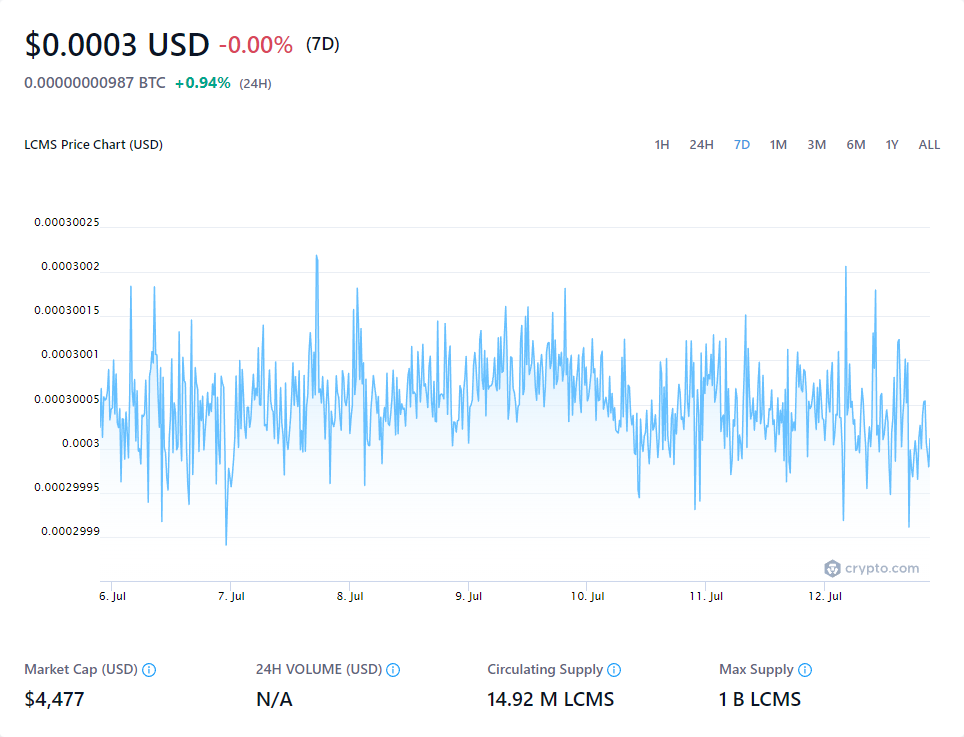 $0.0003 USD -0.00% (7D)
0.00000000987 BTC +0.94% (24H)
LCMS Price Chart (USD) 1H 24H 7D 1M 3M 6M 1Y ALL
0.00030025
0.0003002
0.00030015
0.0003001
0.00030005
0.0003
0.00029995
0.0002999
crypto.com
6. Jul 7. Jul 8. Jul 9. Jul 10. Jul 11. Jul 12. Jul
Market Cap (USD) 24H VOLUME (USD) Circulating Supply Max Supply
$4,477 N/A 14.92 M LCMS 1 B LCMS